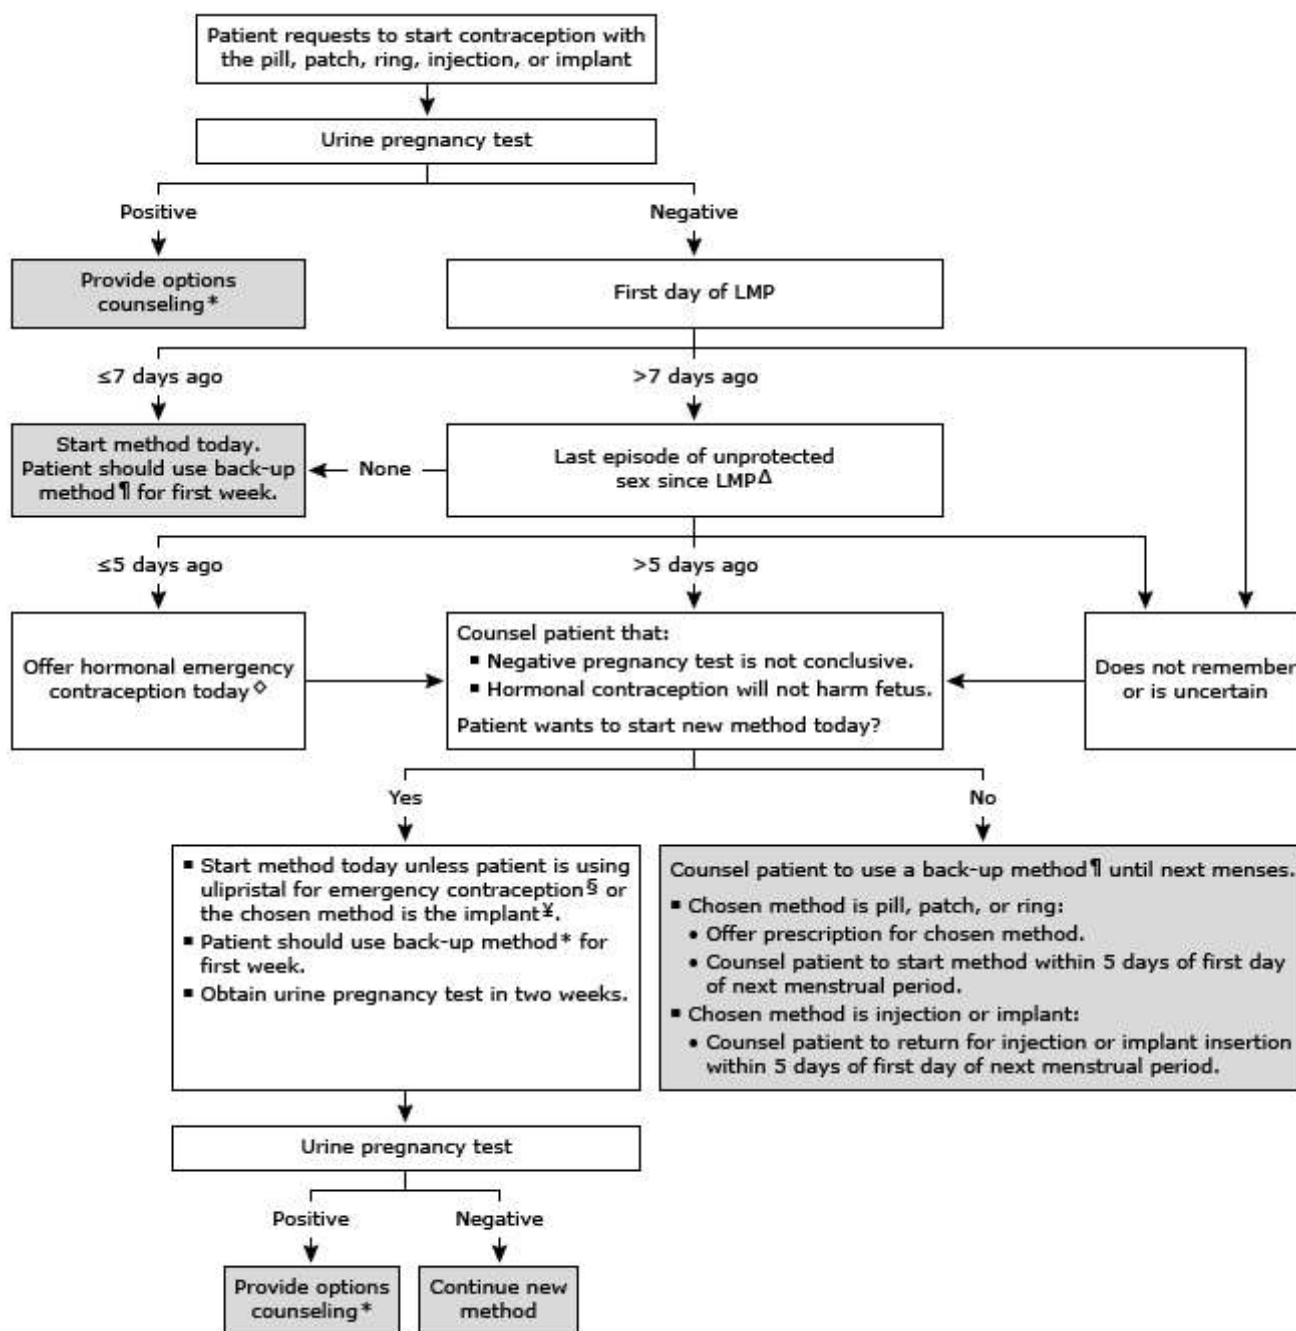 Patient requests to start contraception with
the pill, patch, ring, injection, or implant
Urine pregnancy test
Positive
Negative
Provide options
counseling*
First day of LMP
≤7 days ago
>7 days ago
Start method today.
Patient should use back-up
method¶ for first week.
None
Last episode of unprotected
sex since LMPΔ
≤5 days ago
>5 days ago
Offer hormonal emergency
contraception today◇
Counsel patient that:
▪ Negative pregnancy test is not conclusive.
▪ Hormonal contraception will not harm fetus.
Patient wants to start new method today?
Does not remember
or is uncertain
Yes
No
▪ Start method today unless patient is using
ulipristal for emergency contraception§ or
the chosen method is the implant¥.
▪ Patient should use back-up method* for
first week.
▪ Obtain urine pregnancy test in two weeks.
Counsel patient to use a back-up method¶ until next menses.
▪ Chosen method is pill, patch, or ring:
• Offer prescription for chosen method.
• Counsel patient to start method within 5 days of first day
of next menstrual period.
▪ Chosen method is injection or implant:
• Counsel patient to return for injection or implant insertion
within 5 days of first day of next menstrual period.
Urine pregnancy test
Positive
Negative
Provide options
counseling*
Continue new
method